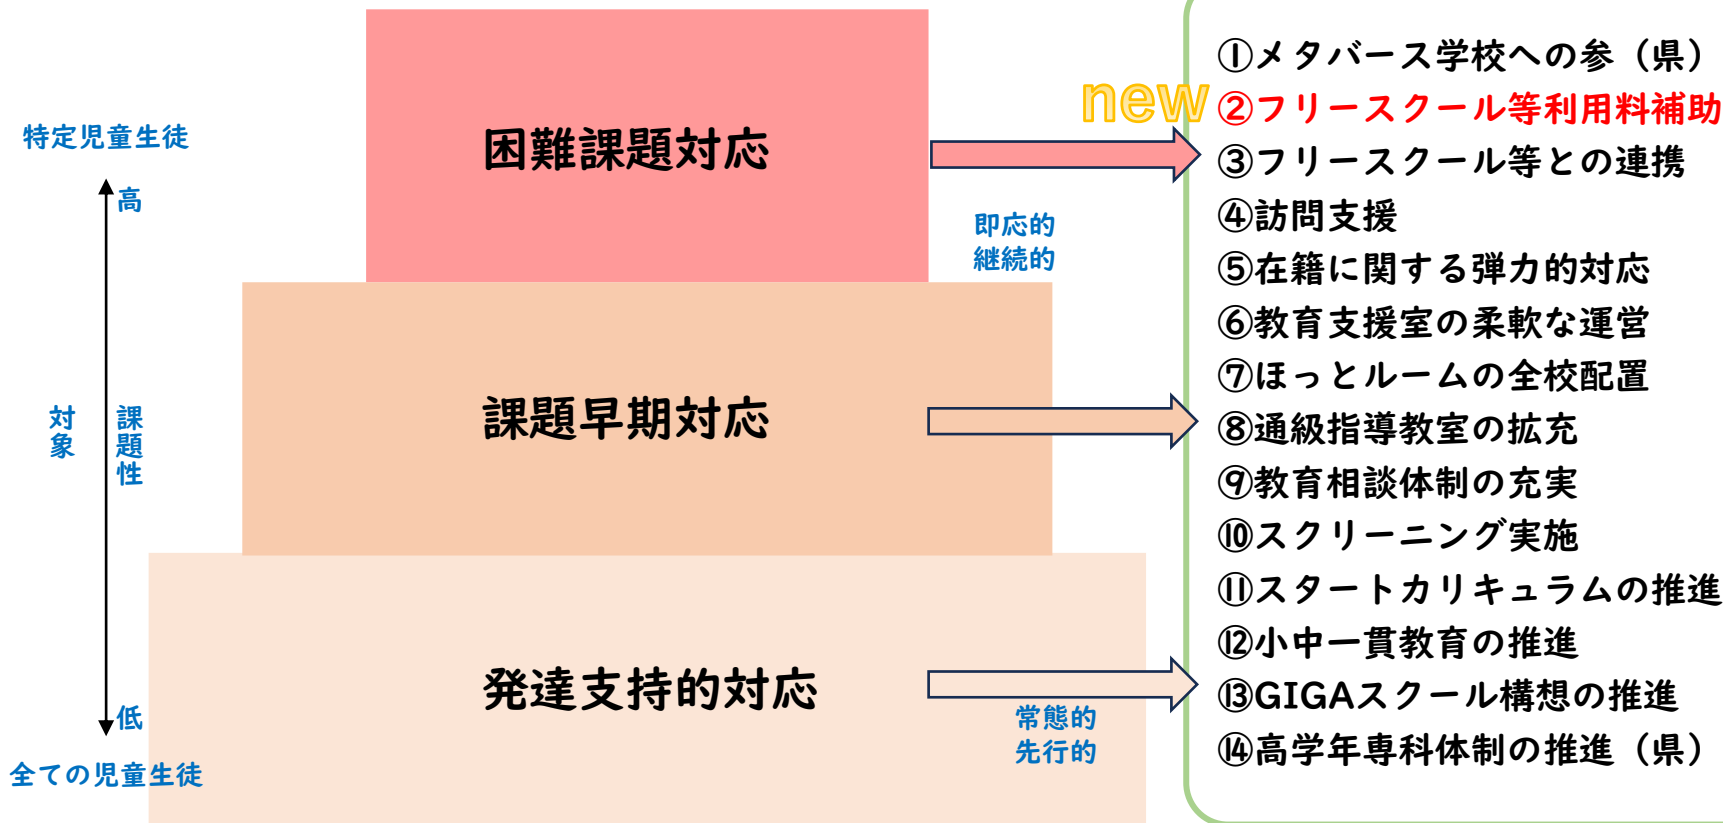 特定児童生徒
高
対象
課題性
低
全ての児童生徒
困難課題対応
即応的
継続的
課題早期対応
発達支持的対応
常態的
先行的
new
①メタバース学校への参（県）
②フリースクール等利用料補助
③フリースクール等との連携
④訪問支援
⑤在籍に関する弾力的対応
⑥教育支援室の柔軟な運営
⑦ほっとルームの全校配置
⑧通級指導教室の拡充
⑨教育相談体制の充実
⑩スクリーニング実施
⑪スタートカリキュラムの推進
⑫小中一貫教育の推進
⑬GIGAスクール構想の推進
⑭高学年専科体制の推進（県）